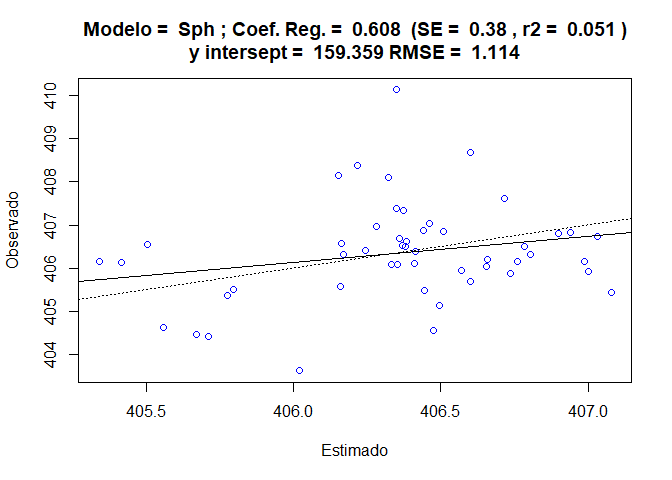 Modelo = Sph ; Coef. Reg. = 0.608 (SE = 0.38 , r2 = 0.051 )
y intersept = 159.359 RMSE = 1.114
410
409
408
407
406
405
404
Observado
405.5 406.0 406.5 407.0
Estimado